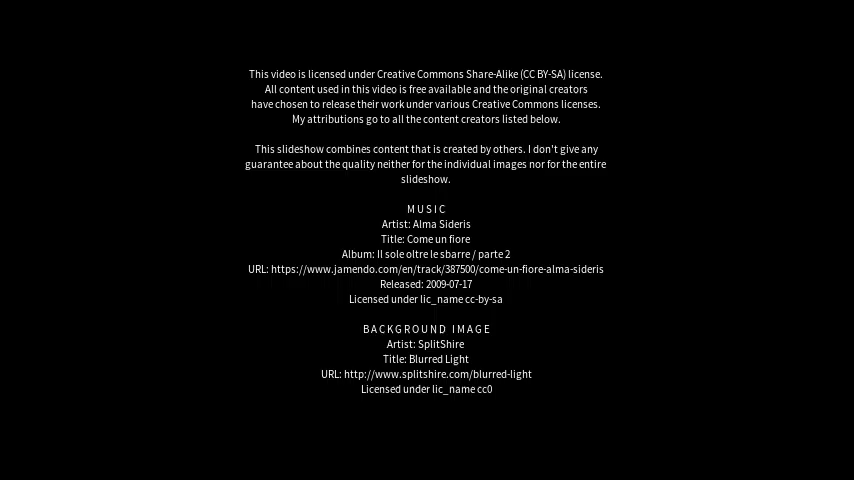 This video is licensed under Creative Commons Share-Alike (CC BY-SA) license.
All content used in this video is free available and the original creators
have chosen to release their work under various Creative Commons licenses.
My attributions go to all the content creators listed below.
This slideshow combines content that is created by others. I don't give any
guarantee about the quality neither for the individual images nor for the entire
slideshow.
MUSIC
Artist: Alma Sideris
Title: Come un fiore
Album: Il sole oltre le sbarre / parte 2
URL: https://www.jamendo.com/en/track/387500/come-un-fiore-alma-sideris
Released: 2009-07-17
Licensed under lic_name cc-by-sa
BACKGROUND IMAGE
Artist: SplitShire
Title: Blurred Light
URL: http://www.splitshire.com/blurred-light
Licensed under lic_name cc0